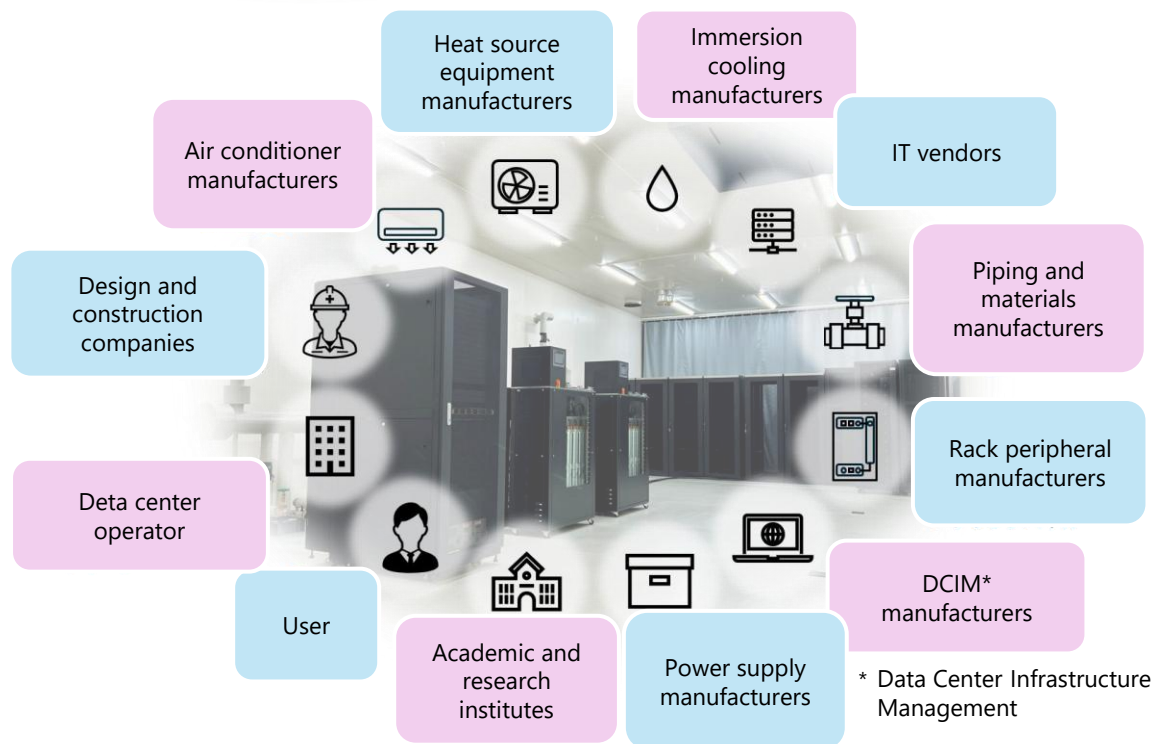 Heat source
equipment
manufacturers
Immersion
cooling
manufacturers
IT vendors
Air conditioner
manufacturers
Piping and
materials
manufacturers
Design and
construction
companies
Rack peripheral
manufacturers
Deta center
operator
DCIM*
manufacturers
User
Academic and
research
institutes
Power supply
manufacturers
* Data Center Infrastructure
Management